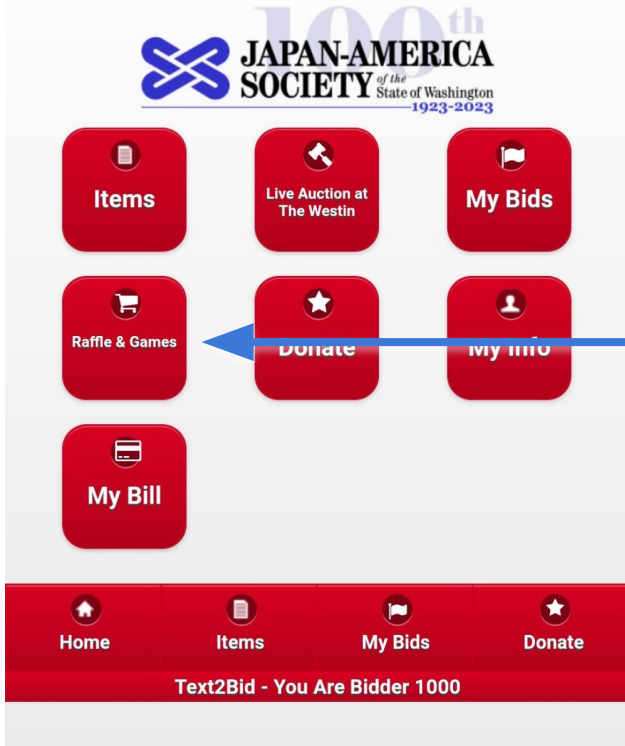 100th
JAPAN-AMERICA
SOCIETY of the State of Washington
1923-2023
Items
Live Auction at
The Westin
My Bids
Raffle & Games
Donate
My Info
My Bill
Home
Items
My Bids
Donate
Text2Bid - You Are Bidder 1000